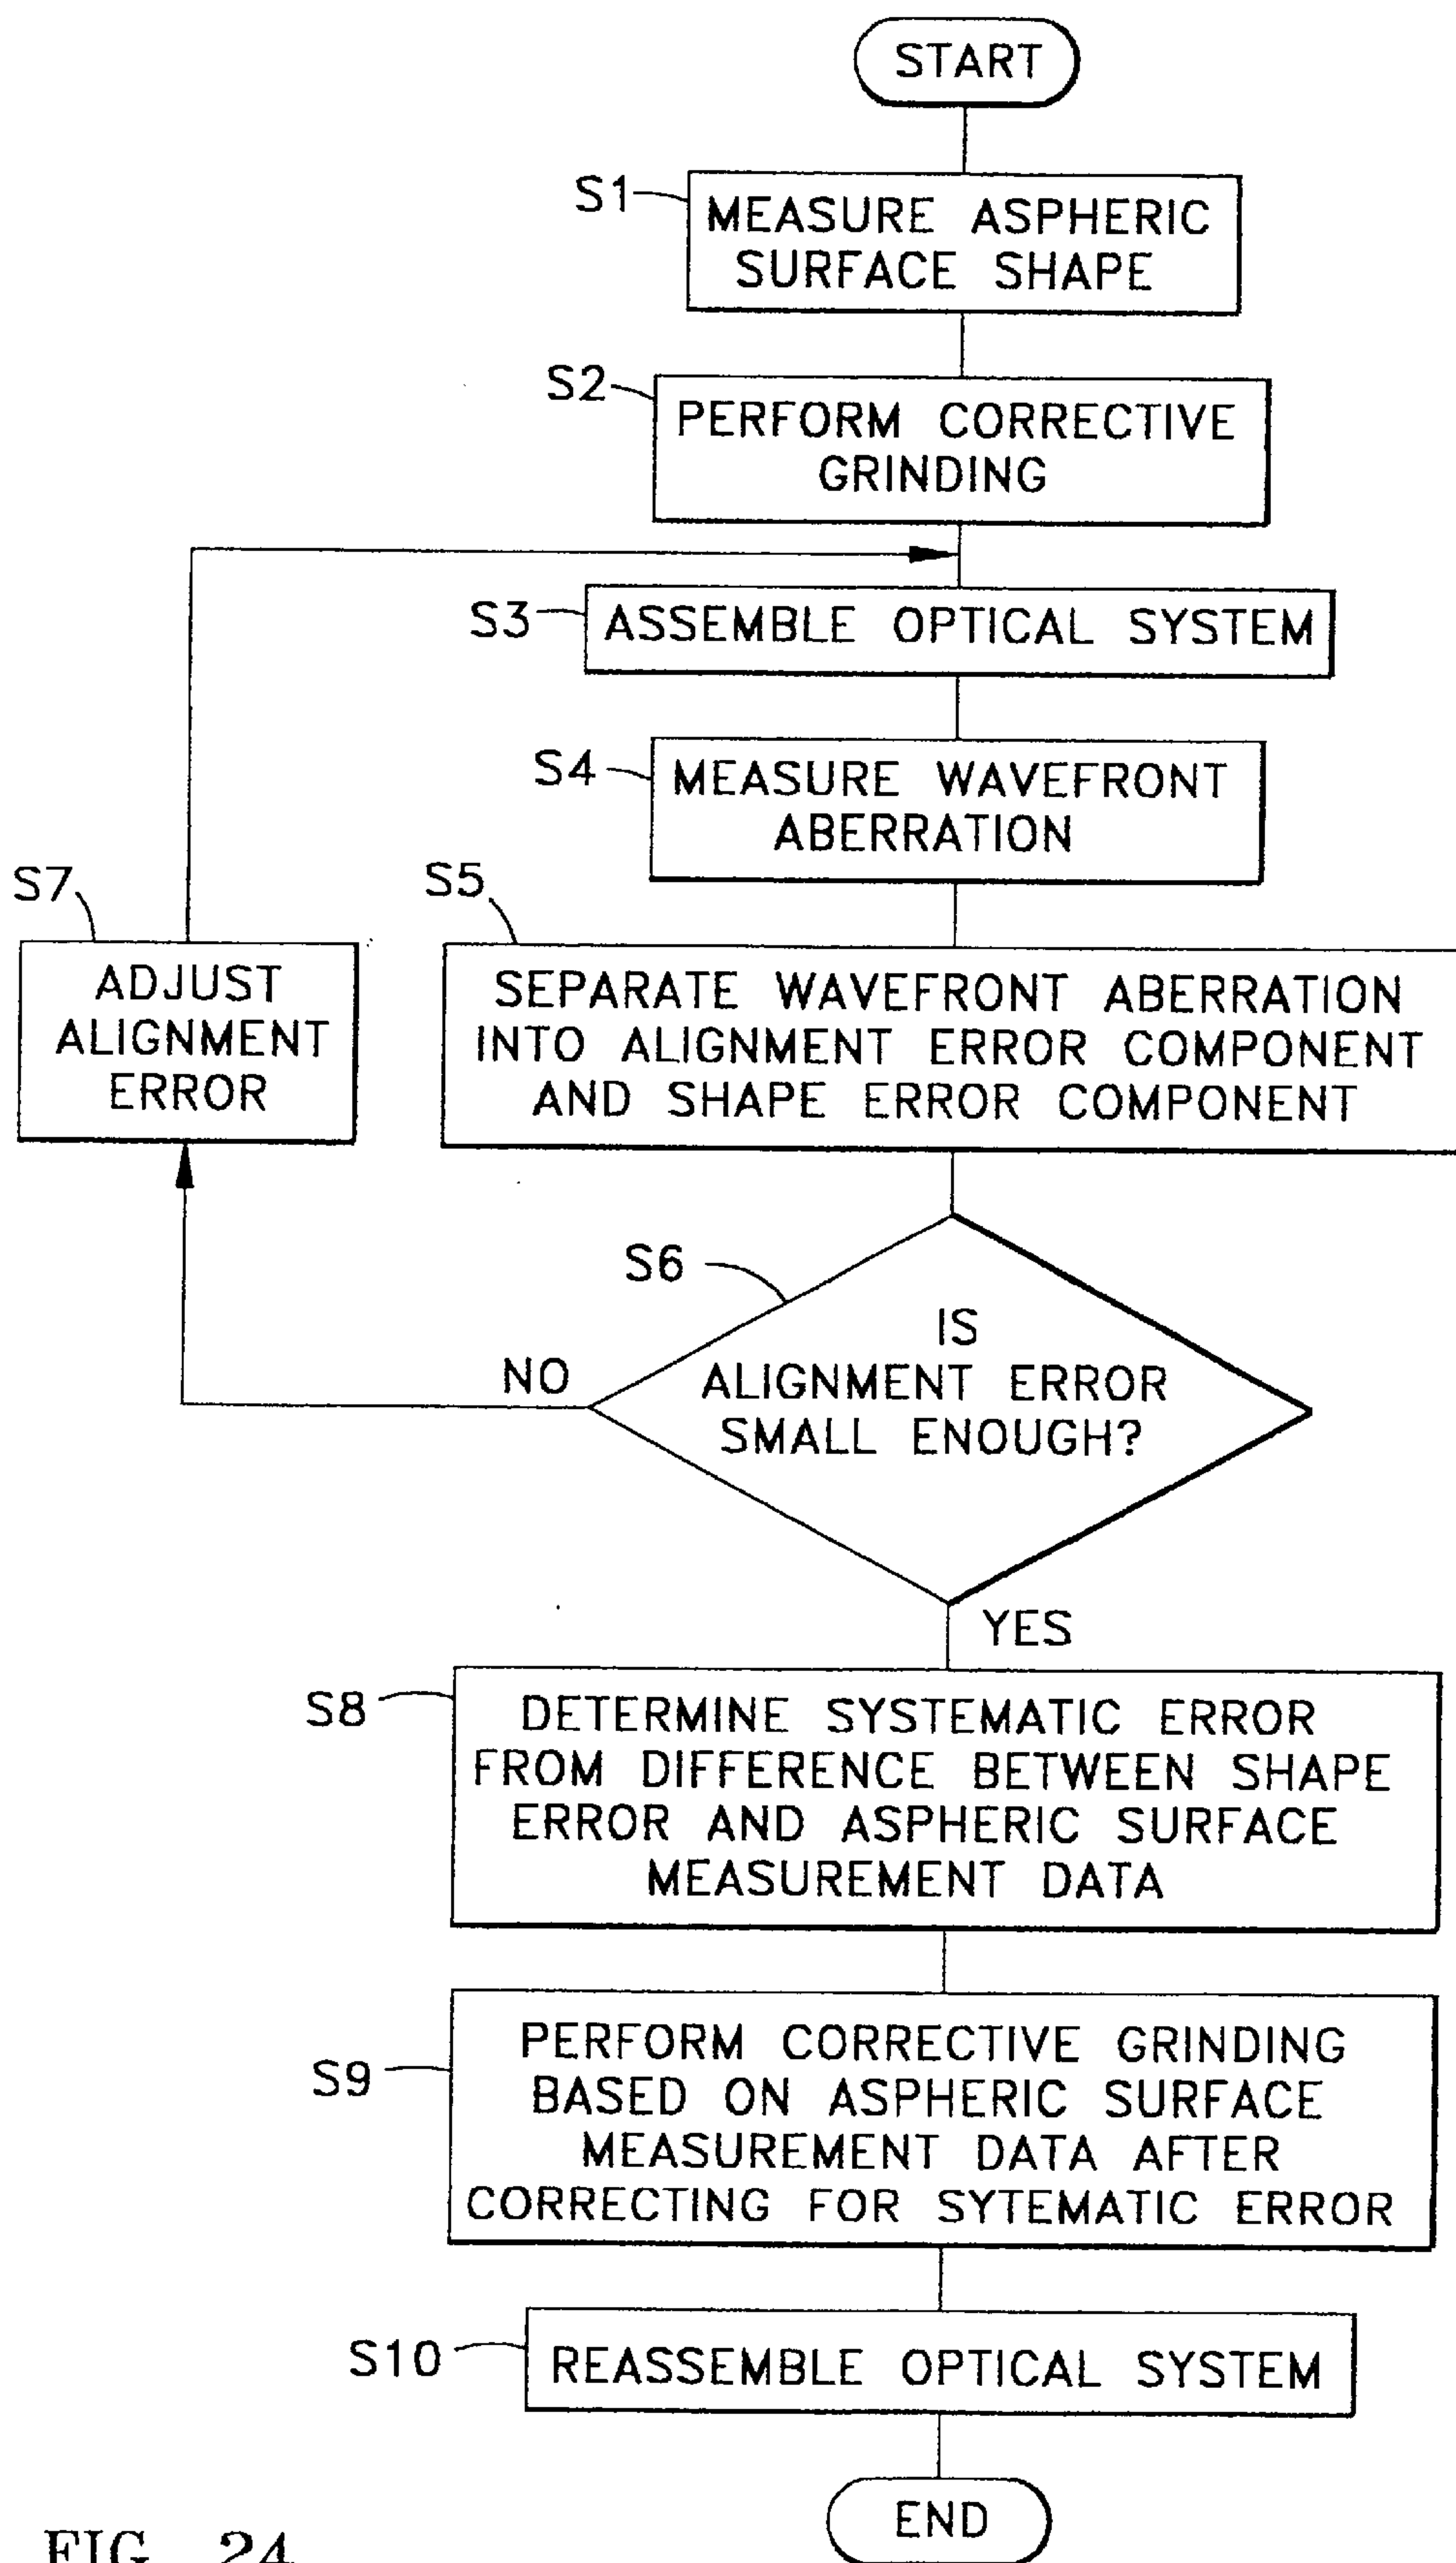 START
S1
MEASURE ASPHERIC
SURFACE SHAPE
S2
PERFORM CORRECTIVE
GRINDING
S3
ASSEMBLE OPTICAL SYSTEM
S4
MEASURE WAVEFRONT
ABERRATION
S7
ADJUST
ALIGNMENT
ERROR
S5
SEPARATE WAVEFRONT ABERRATION
INTO ALIGNMENT ERROR COMPONENT
AND SHAPE ERROR COMPONENT
S6
IS
ALIGNMENT ERROR
SMALL ENOUGH?
NO
YES
S8
DETERMINE SYSTEMATIC ERROR
FROM DIFFERENCE BETWEEN SHAPE
ERROR AND ASPHERIC SURFACE
MEASUREMENT DATA
S9
PERFORM CORRECTIVE GRINDING
BASED ON ASPHERIC SURFACE
MEASUREMENT DATA AFTER
CORRECTING FOR SYTEMATIC ERROR
S10
REASSEMBLE OPTICAL SYSTEM
END
FIG. 24